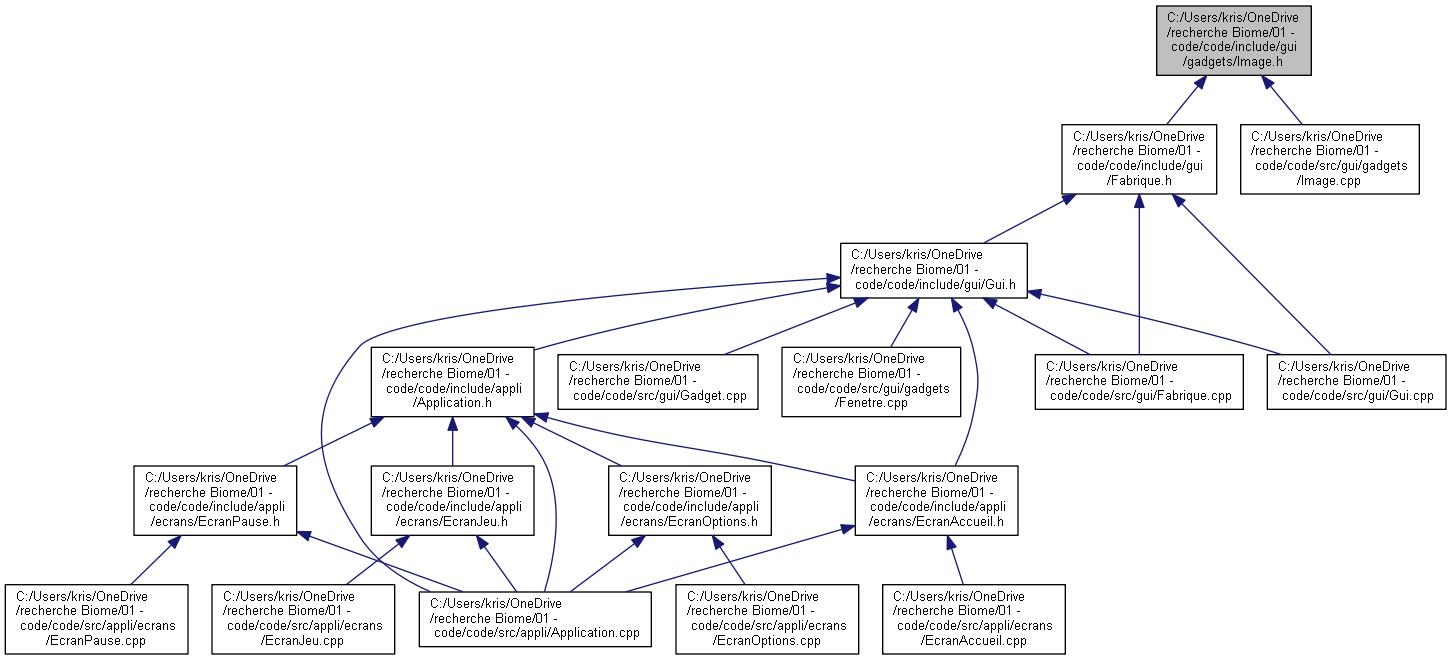 C:/Users/kris/OneDrive
/recherche Biome/01 -
code/code/include/gui
/gadgets/Image.h
C:/Users/kris/OneDrive
/recherche Biome/01 -
code/code/include/gui
/Fabrique.h
C:/Users/kris/OneDrive
/recherche Biome/01 -
code/code/src/gui/gadgets
/Image.cpp
C:/Users/kris/OneDrive
/recherche Biome/01 -
code/code/include/gui/Gui.h
C:/Users/kris/OneDrive
/recherche Biome/01 -
code/code/include/appli
/Application.h
C:/Users/kris/OneDrive
/recherche Biome/01 -
code/code/src/gui/Gadget.cpp
C:/Users/kris/OneDrive
/recherche Biome/01 -
code/code/src/gui/gadgets
/Fenetre.cpp
C:/Users/kris/OneDrive
/recherche Biome/01 -
code/code/src/gui/Fabrique.cpp
C:/Users/kris/OneDrive
/recherche Biome/01 -
code/code/src/gui/Gui.cpp
C:/Users/kris/OneDrive
/recherche Biome/01 -
code/code/include/appli
/ecrans/EcranPause.h
C:/Users/kris/OneDrive
/recherche Biome/01 -
code/code/include/appli
/ecrans/EcranJeu.h
C:/Users/kris/OneDrive
/recherche Biome/01 -
code/code/include/appli
/ecrans/EcranOptions.h
C:/Users/kris/OneDrive
/recherche Biome/01 -
code/code/include/appli
/ecrans/EcranAccueil.h
C:/Users/kris/OneDrive
/recherche Biome/01 -
code/code/src/appli/ecrans
/EcranPause.cpp
C:/Users/kris/OneDrive
/recherche Biome/01 -
code/code/src/appli/ecrans
/EcranJeu.cpp
C:/Users/kris/OneDrive
/recherche Biome/01 -
code/code/src/appli/Application.cpp
C:/Users/kris/OneDrive
/recherche Biome/01 -
code/code/src/appli/ecrans
/EcranOptions.cpp
C:/Users/kris/OneDrive
/recherche Biome/01 -
code/code/src/appli/ecrans
/EcranAccueil.cpp